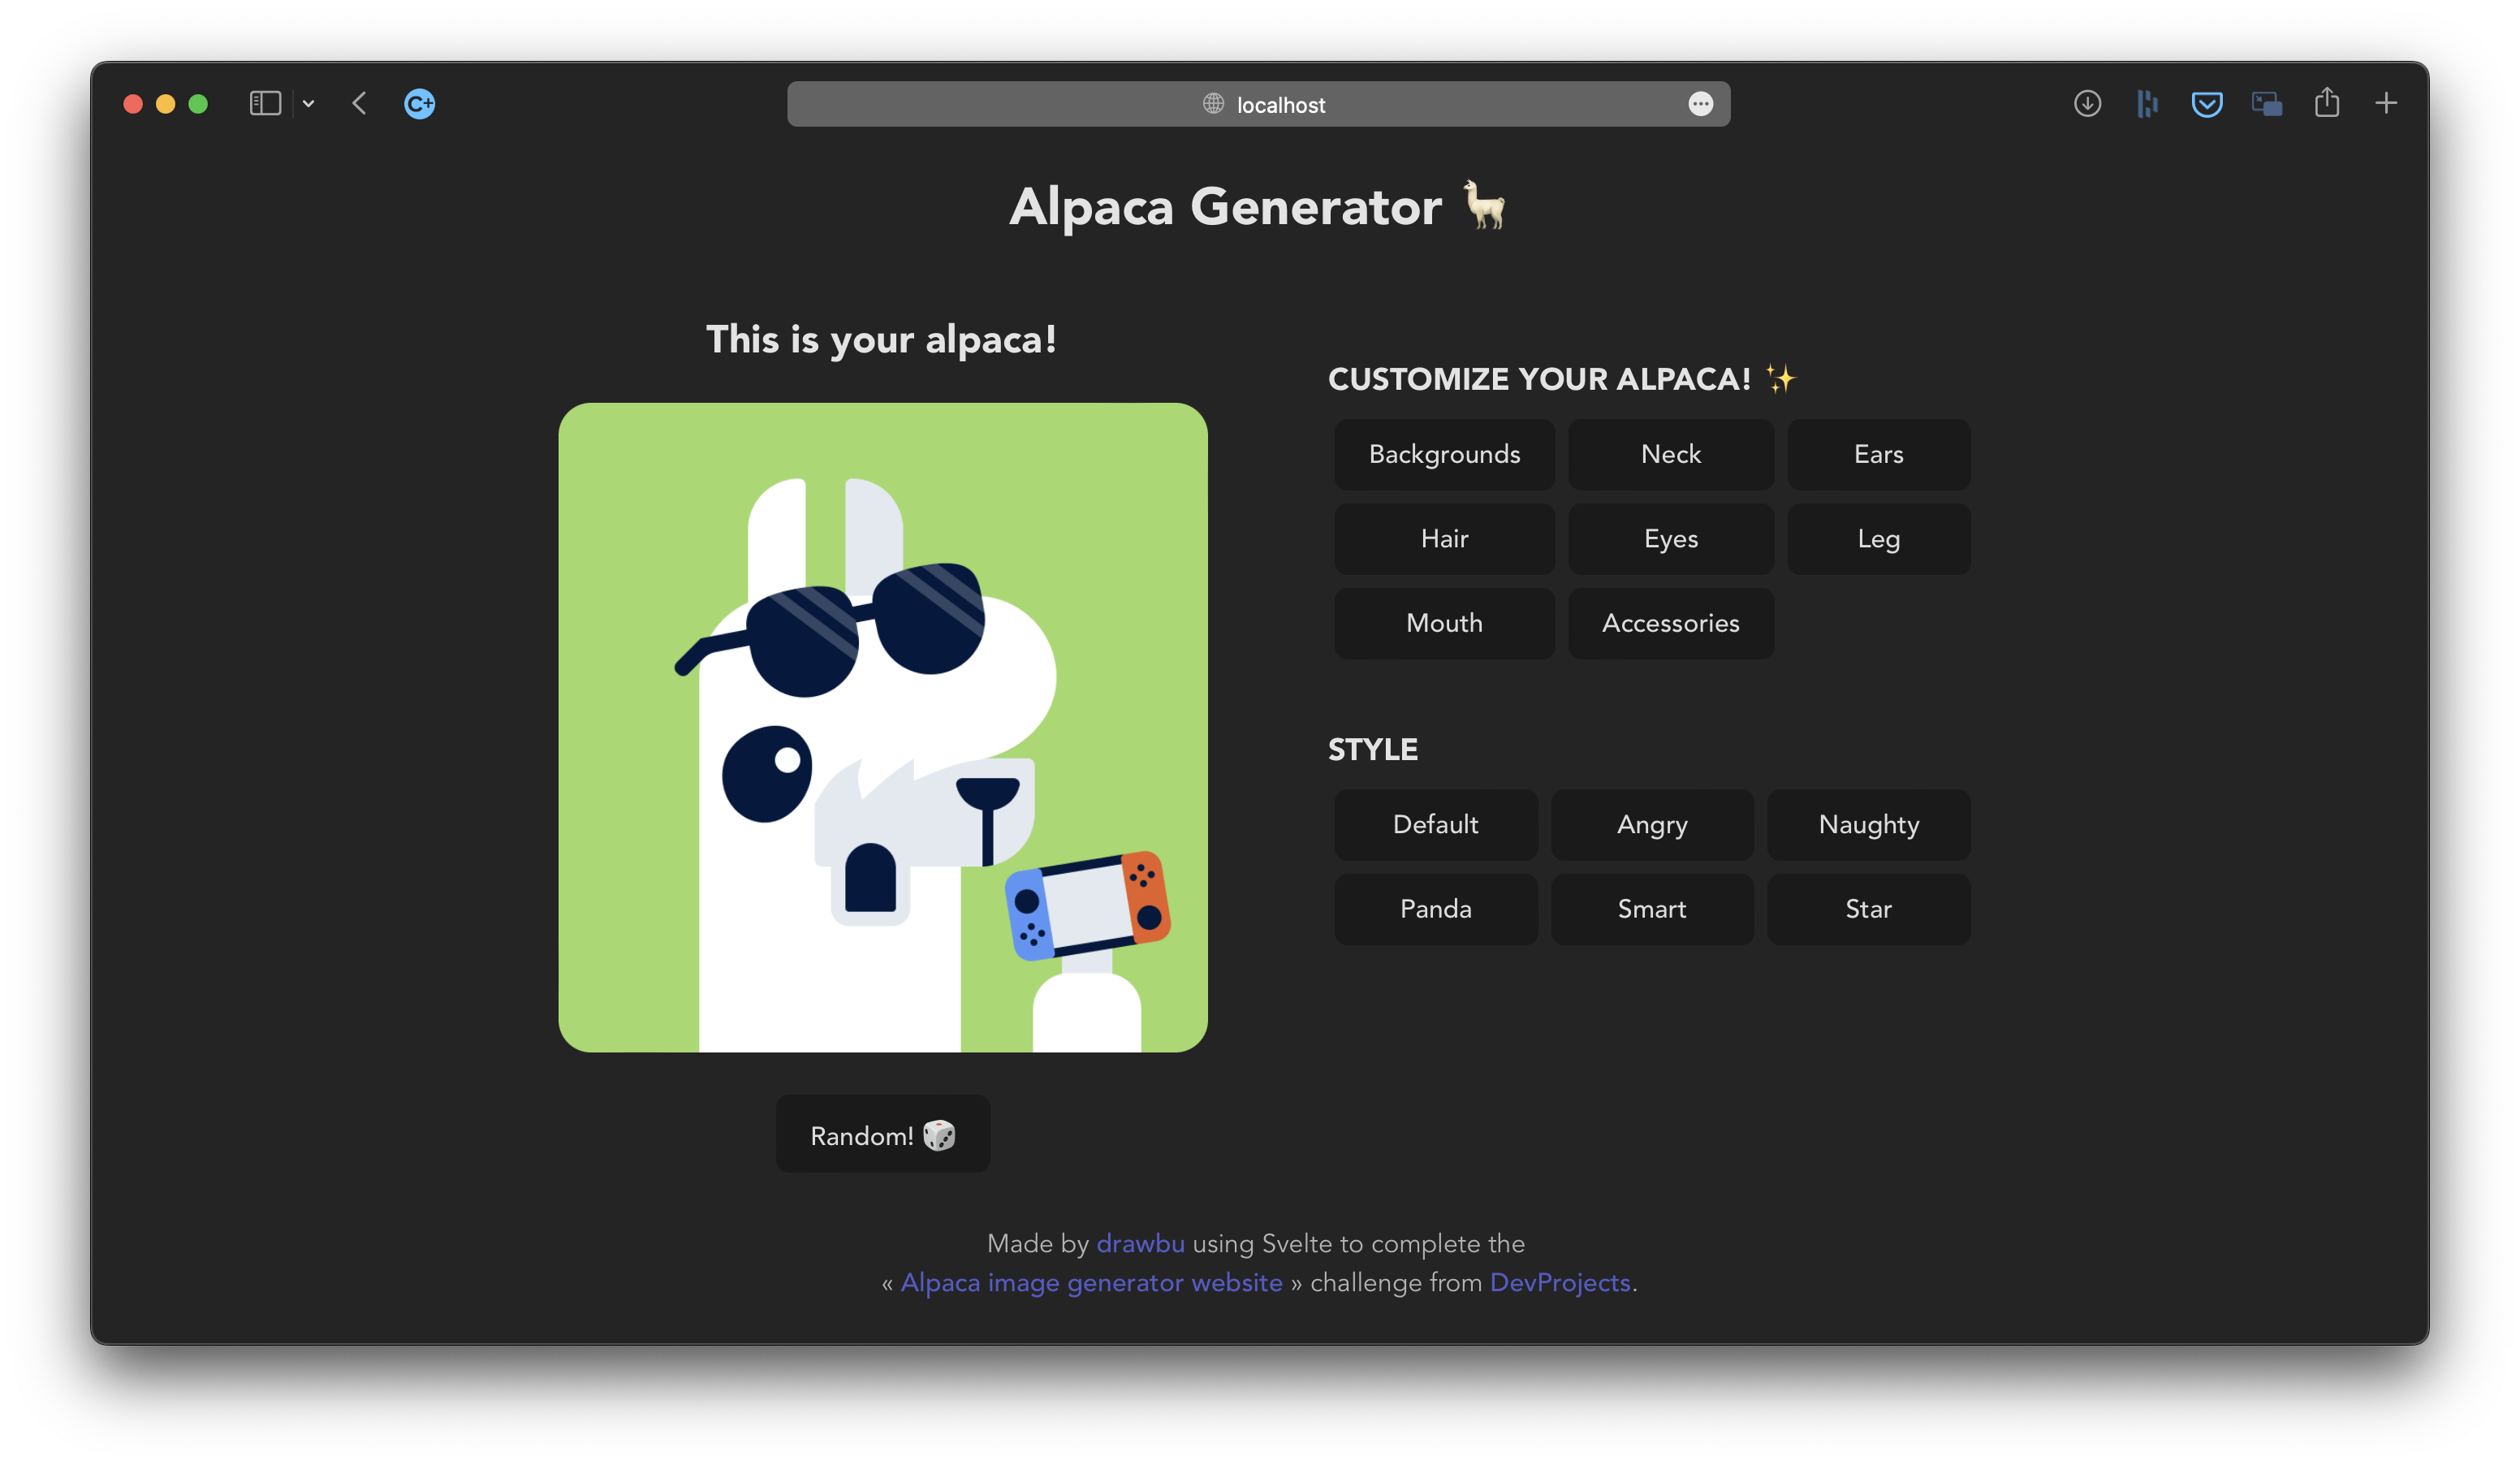 localhost
Alpaca Generator 🦙
This is your alpaca!
CUSTOMIZE YOUR ALPACA! ✨
Backgrounds
Neck
Ears
Hair
Eyes
Leg
Mouth
Accessories
STYLE
Default
Angry
Naughty
Panda
Smart
Star
Random! 🎲
Made by drawbu using Svelte to complete the
« Alpaca image generator website » challenge from DevProjects.